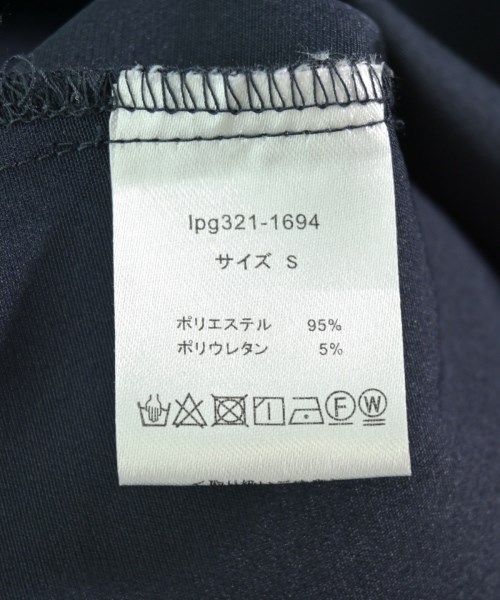 lpg321-1694
サイズ S
ポリエステル 95%
ポリウレタン 5%
F W